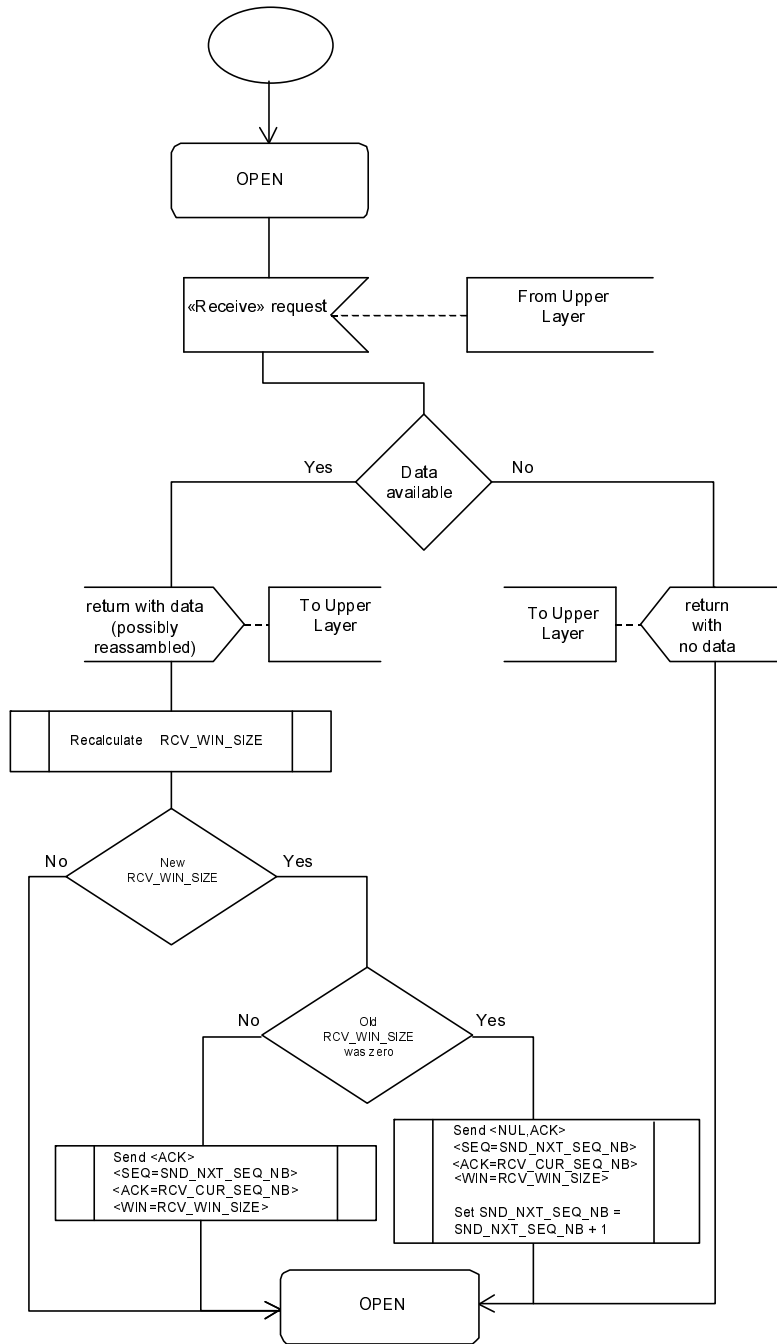 OPEN
«Receive» request
From Upper
Layer
Yes
Data
available
No
return with data
(possibly
reassambled)
To Upper
Layer
To Upper
Layer
return
with
no data
Recalculate RCV_WIN_SIZE
No
New
RCV_WIN_SIZE
Yes
No
Old
RCV_WIN_SIZE
was zero
Yes
Send <ACK>
<SEQ=SND_NXT_SEQ_NB>
<ACK=RCV_CUR_SEQ_NB>
<WIN=RCV_WIN_SIZE>
Send <NUL,ACK>
<SEQ=SND_NXT_SEQ_NB>
<ACK=RCV_CUR_SEQ_NB>
<WIN=RCV_WIN_SIZE>
Set SND_NXT_SEQ_NB =
SND_NXT_SEQ_NB + 1
OPEN